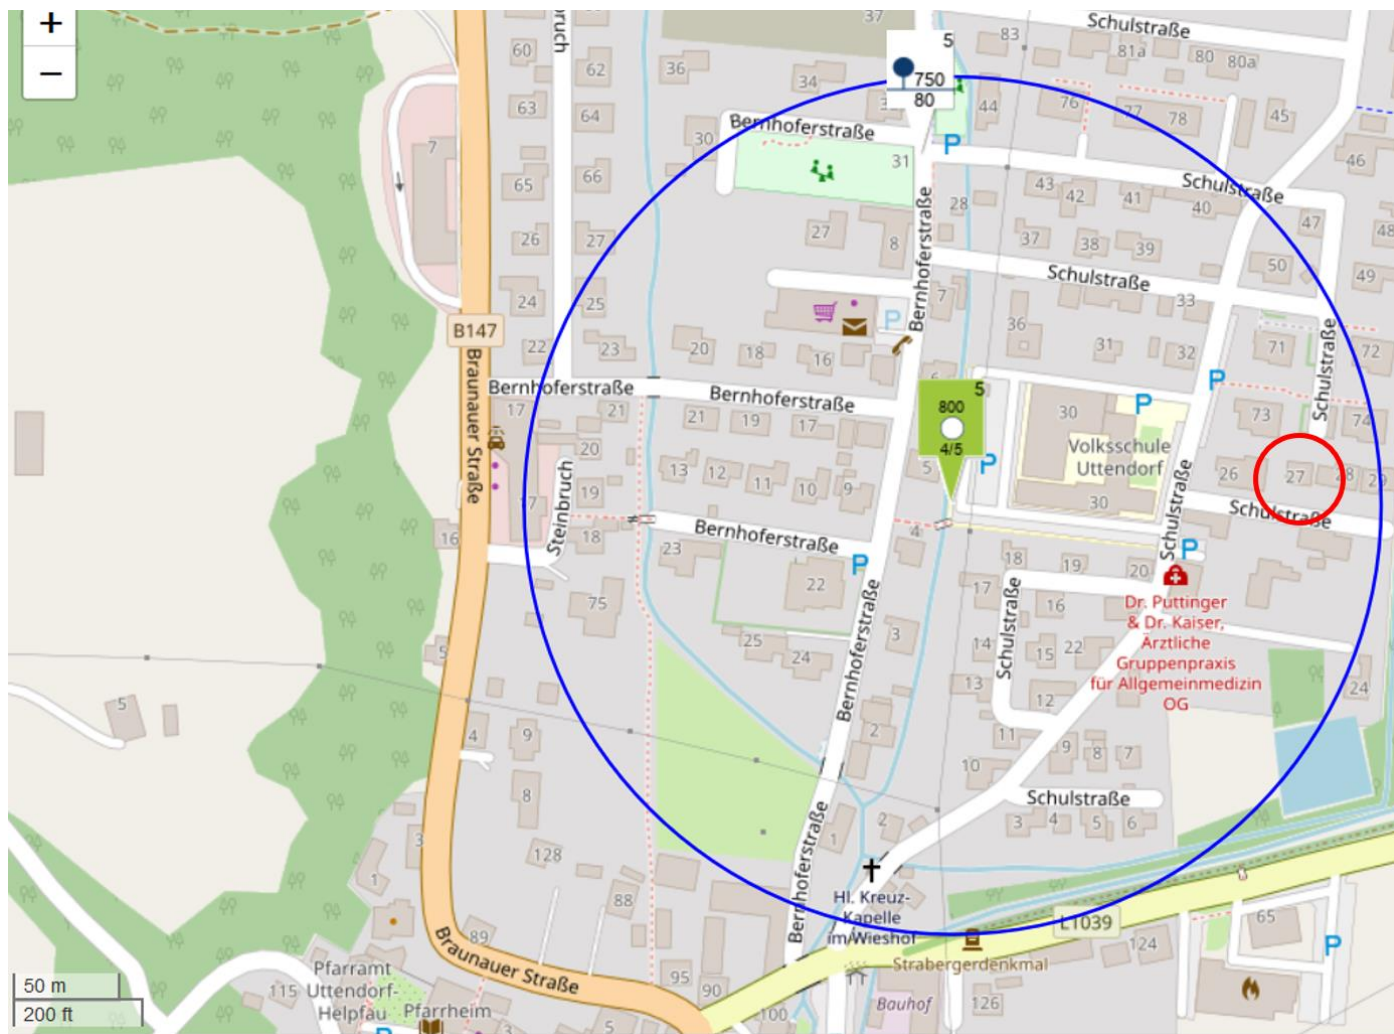 +
−
37
Schulstraße
83
81a
80
80a
bruch
5
750
80
60
62
36
34
44
76
77
78
45
63
64
30
Bernhoferstraße
31
P
46
7
65
66
43
42
41
40
Schulstraße
47
48
28
Bernhoferstraße
26
27
27
8
37
38
39
50
49
Schulstraße
24
25
7
33
P
36
B147
22
23
20
18
16
31
32
71
72
Schulstraße
Braunauer Straße
Bernhoferstraße
Bernhoferstraße
6
5
800
4/5
P
P
17
21
21
19
17
30
73
74
Volksschule
Uttendorf
20
13
12
11
10
9
5
P
26
27
28
29
17
19
30
Schulstraße
Schulstraße
Steinbruch
16
18
Bernhoferstraße
23
P
4
P
18
19
20
22
17
75
16
Dr. Puttinger
& Dr. Kaiser,
Ärztliche
Gruppenpraxis
für Allgemeinmedizin
OG
Schulstraße
25
24
3
14
15
22
5
Bernhoferstraße
13
12
24
5
4
9
2
11
9
8
7
10
8
Schulstraße
3
4
5
6
Bernhoferstraße
1
2
3
128
1
88
Hl. Kreuz-
Kapelle
im Wieshof
L1039
65
P
89
Braunauer Straße
Strabergerdenkmal
124
50 m
200 ft
115
Pfarramt
Uttendorf-
Helpfau
Pfarrheim
P
3
5
95
90
100
Bauhof
126